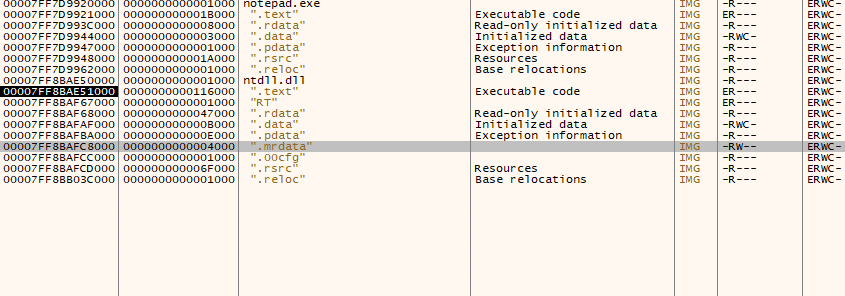 00007FF7D9920000 0000000000001000 notepad.exe IMG -R--- ERWC-
00007FF7D9921000 000000000001B000 ".text" Executable code IMG ER--- ERWC-
00007FF7D993C000 0000000000008000 ".rdata" Read-only initialized data IMG -R--- ERWC-
00007FF7D9944000 0000000000003000 ".data" Initialized data IMG -RWC- ERWC-
00007FF7D9947000 0000000000001000 ".pdata" Exception information IMG -R--- ERWC-
00007FF7D9948000 000000000001A000 ".rsrc" Resources IMG -R--- ERWC-
00007FF7D9962000 0000000000001000 ".reloc" Base relocations IMG -R--- ERWC-
00007FF8BAE50000 0000000000001000 ntdll.dll IMG -R--- ERWC-
00007FF8BAE51000 0000000000116000 ".text" Executable code IMG ER--- ERWC-
00007FF8BAF67000 0000000000001000 "RT" IMG ER--- ERWC-
00007FF8BAF68000 0000000000047000 ".rdata" Read-only initialized data IMG -R--- ERWC-
00007FF8BAFAF000 000000000000B000 ".data" Initialized data IMG -RWC- ERWC-
00007FF8BAFBA000 000000000000E000 ".pdata" Exception information IMG -R--- ERWC-
00007FF8BAFC8000 0000000000004000 ".mrdata" IMG -RW-- ERWC-
00007FF8BAFCC000 0000000000001000 ".00cfg" IMG -R--- ERWC-
00007FF8BAFCD000 000000000006F000 ".rsrc" Resources IMG -R--- ERWC-
00007FF8BB03C000 0000000000001000 ".reloc" Base relocations IMG -R--- ERWC-